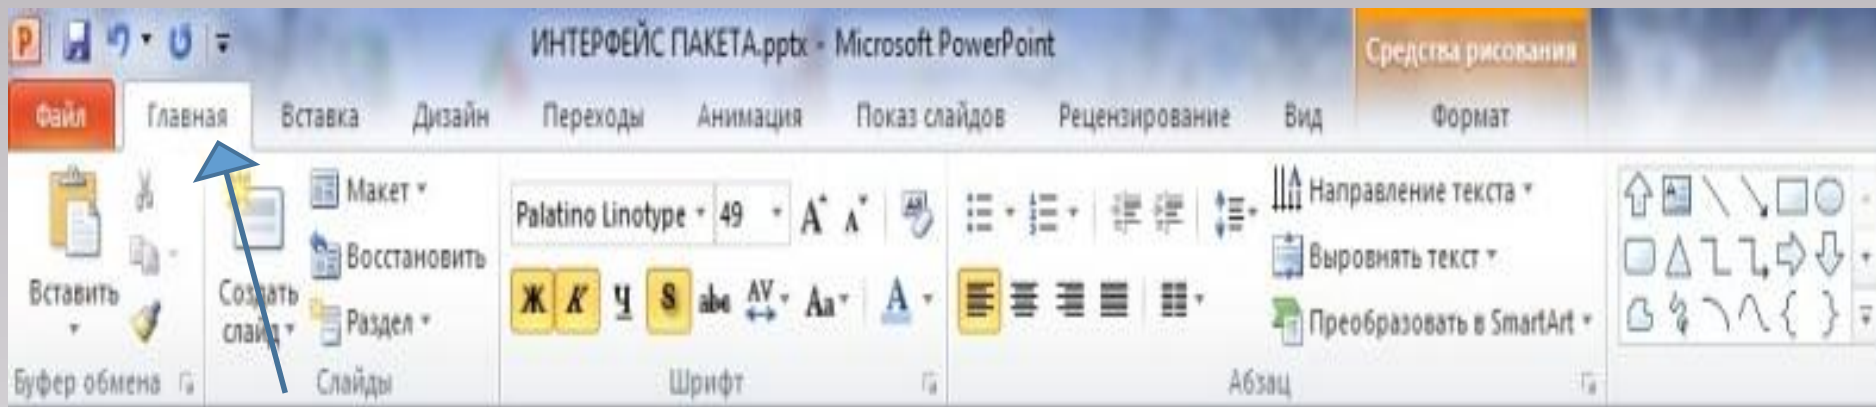 ИНТЕРФЕЙС ПАКЕТА.pptx - Microsoft PowerPoint
Средства рисования
Файл Главная Вставка Дизайн Переходы Анимация Показ слайдов Рецензирование Вид Формат
Макет
Palatino Linotype 49 A A
Направление текста
Восстановить
Выровнять текст
Вставить
Создать слайд
Ж К Ч S abc AV Aa A
Раздел
Преобразовать в SmartArt
Буфер обмена Слайды Шрифт Абзац